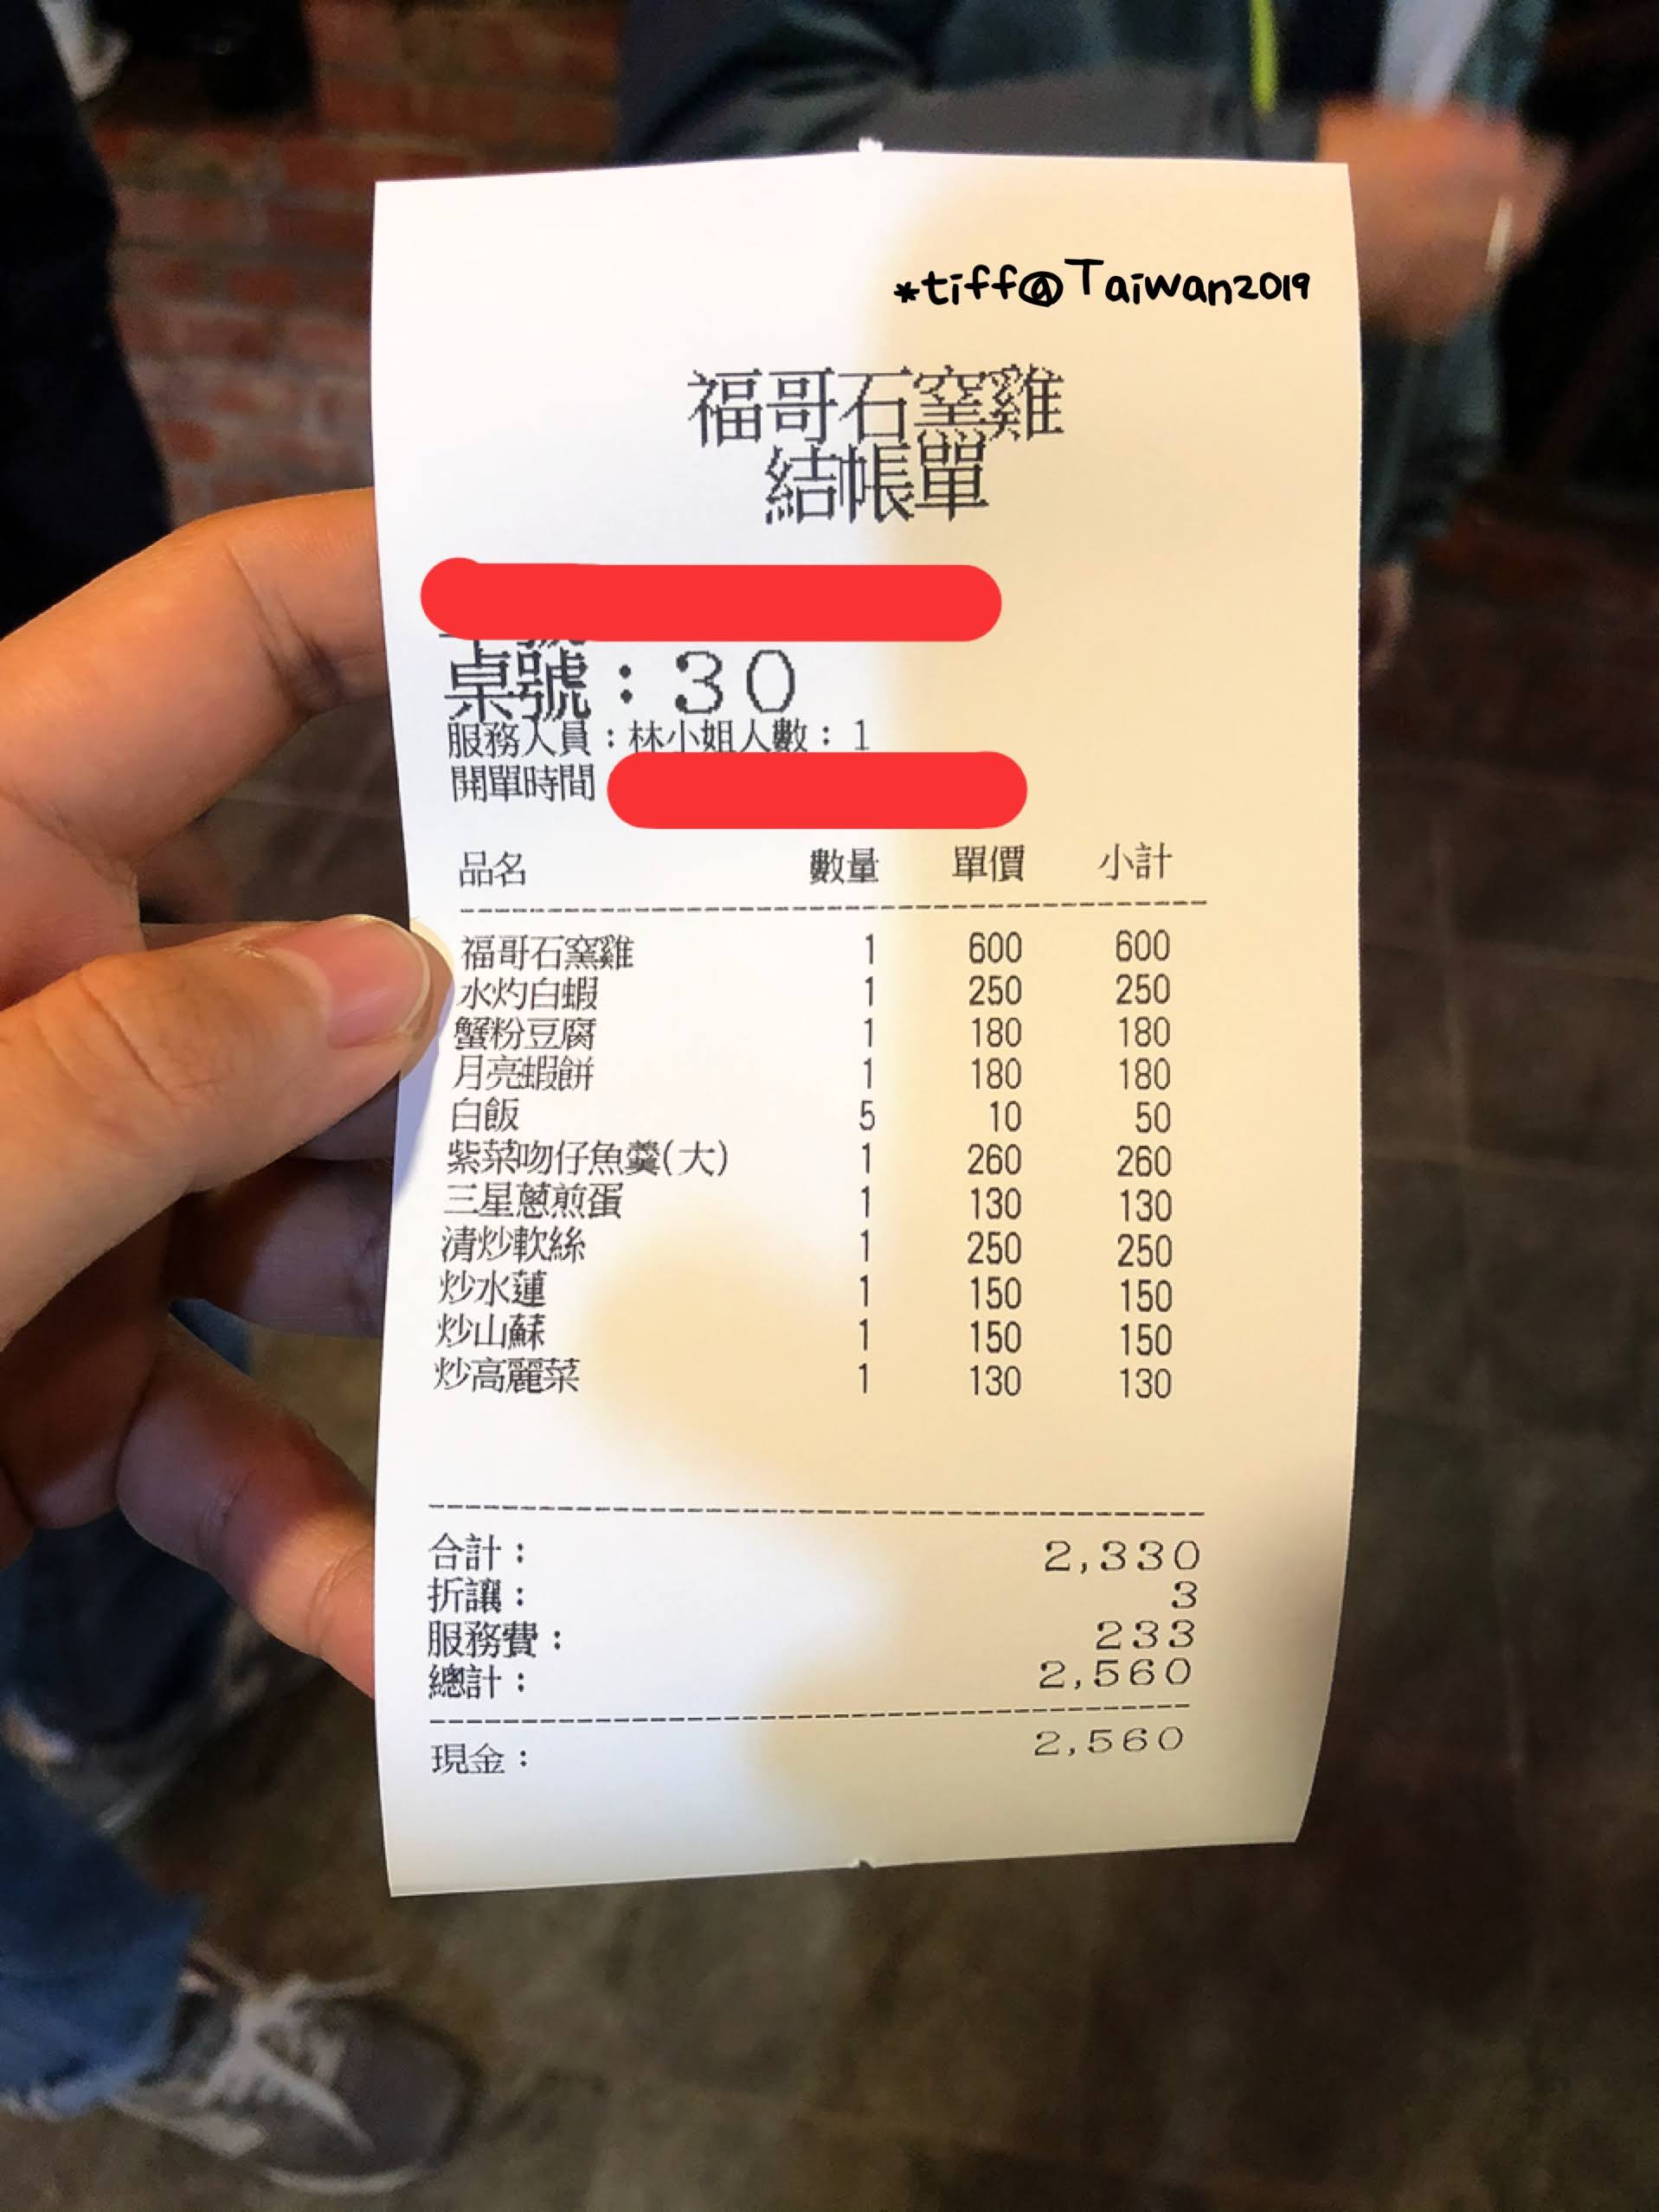 *tiff@Taiwan2019
福哥石窯雞
結帳單
桌號：30
服務人員：林小姐人數：1
開單時間
品名 數量 單價 小計
福哥石窯雞 1 600 600
水灼白蝦 1 250 250
蟹粉豆腐 1 180 180
月亮蝦餅 1 180 180
白飯 5 10 50
紫菜吻仔魚羹(大) 1 260 260
三星蔥煎蛋 1 130 130
清炒軟絲 1 250 250
炒水蓮 1 150 150
炒山蘇 1 150 150
炒高麗菜 1 130 130
合計： 2,330
折讓： 3
服務費： 233
總計： 2,560
現金： 2,560